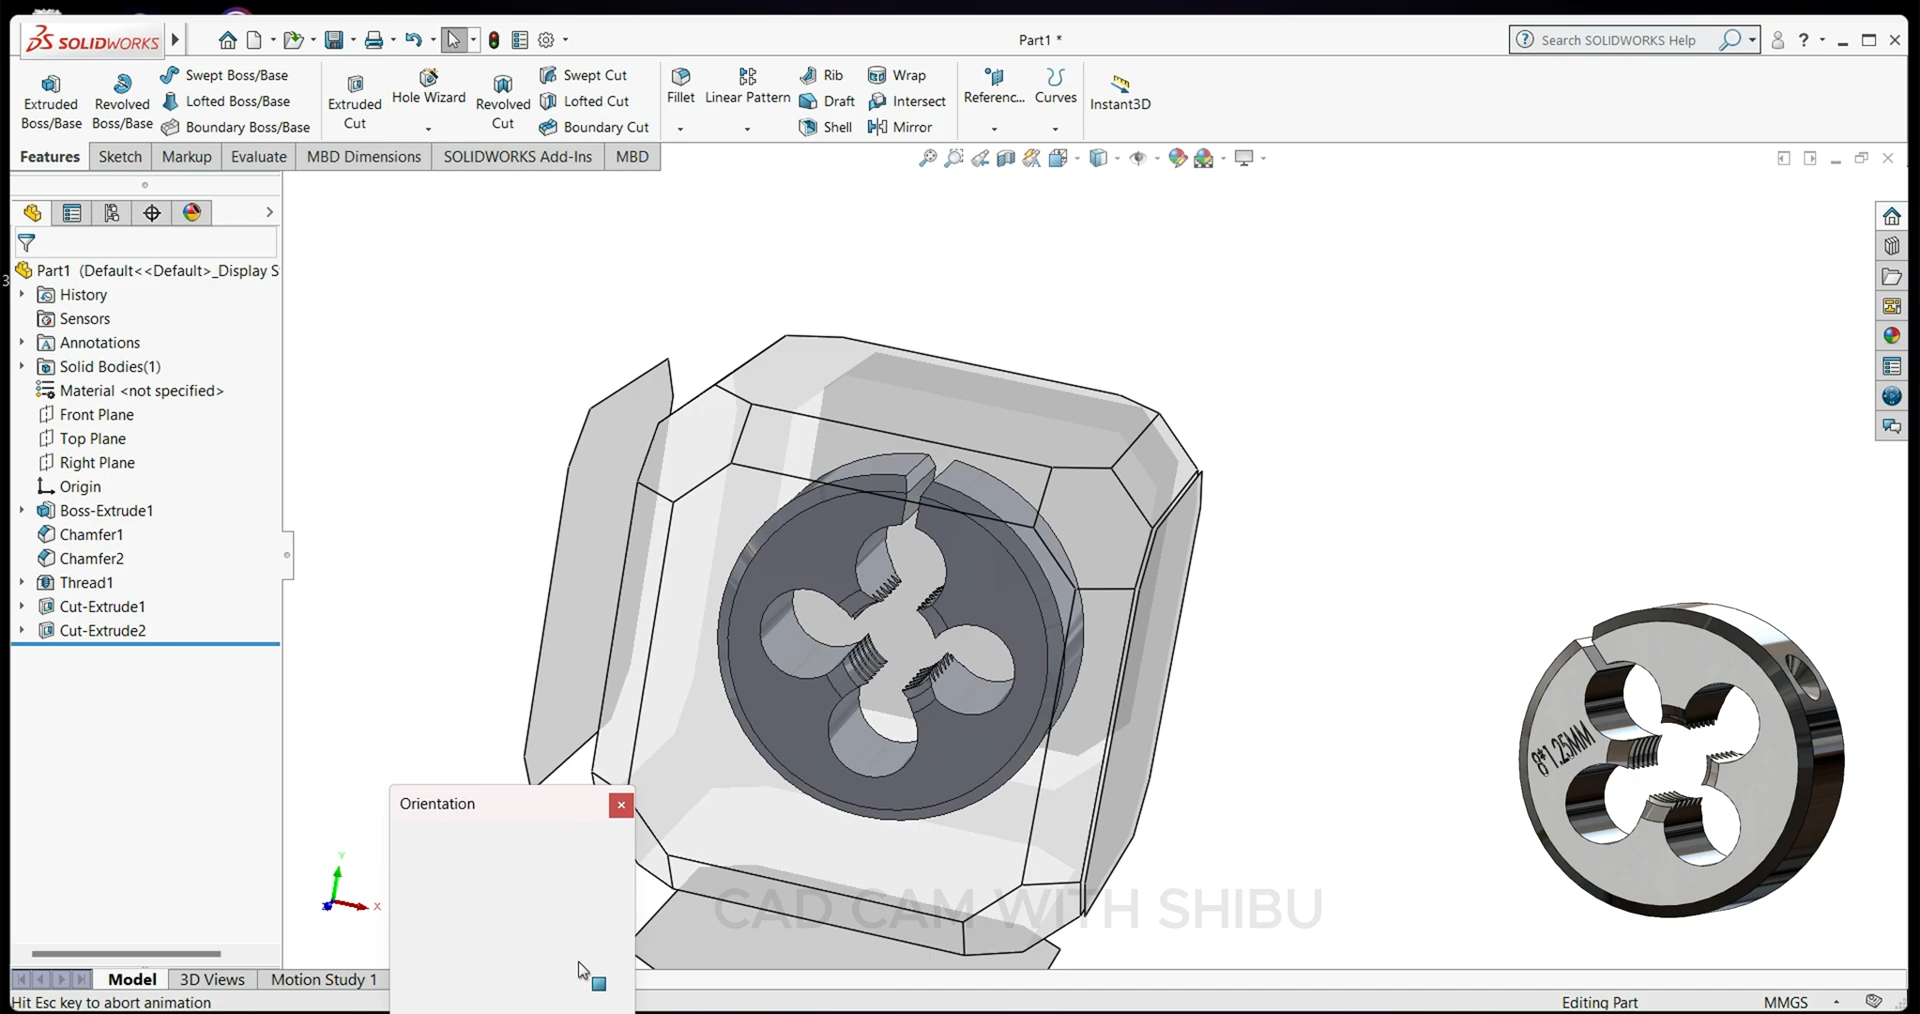 SOLIDWORKS
Part1 *
Search SOLIDWORKS Help
Extruded Boss/Base
Revolved Boss/Base
Swept Boss/Base
Lofted Boss/Base
Boundary Boss/Base
Extruded Cut
Hole Wizard
Revolved Cut
Swept Cut
Lofted Cut
Boundary Cut
Fillet
Linear Pattern
Rib
Draft
Shell
Wrap
Intersect
Mirror
Referenc...
Curves
Instant3D
Features
Sketch
Markup
Evaluate
MBD Dimensions
SOLIDWORKS Add-Ins
MBD
Part1 (Default<<Default>_Display S
3
History
Sensors
Annotations
Solid Bodies(1)
Material <not specified>
Front Plane
Top Plane
Right Plane
Origin
Boss-Extrude1
Chamfer1
Chamfer2
Thread1
Cut-Extrude1
Cut-Extrude2
8*1.25MM
Orientation
Y
X
CAD CAM WITH SHIBU
Model
3D Views
Motion Study 1
Hit Esc key to abort animation
Editing Part
MMGS